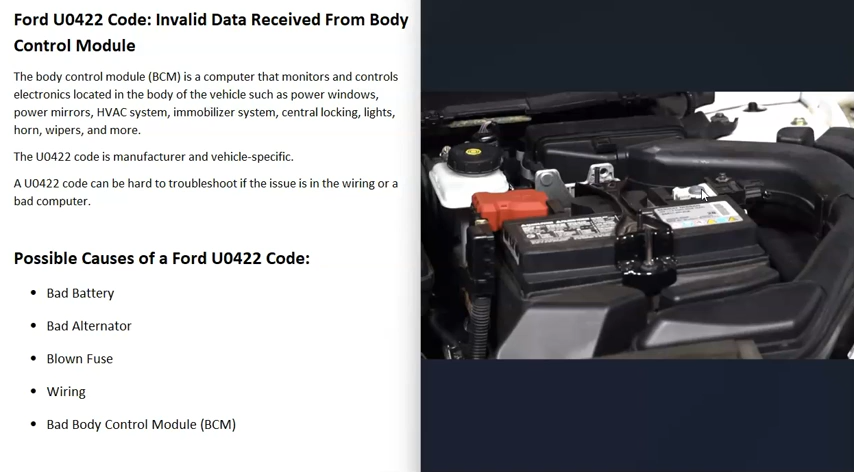 Ford U0422 Code: Invalid Data Received From Body
Control Module
The body control module (BCM) is a computer that monitors and controls
electronics located in the body of the vehicle such as power windows,
power mirrors, HVAC system, immobilizer system, central locking, lights,
horn, wipers, and more.
The U0422 code is manufacturer and vehicle-specific.
A U0422 code can be hard to troubleshoot if the issue is in the wiring or a
bad computer.
Possible Causes of a Ford U0422 Code:
• Bad Battery
• Bad Alternator
• Blown Fuse
• Wiring
• Bad Body Control Module (BCM)